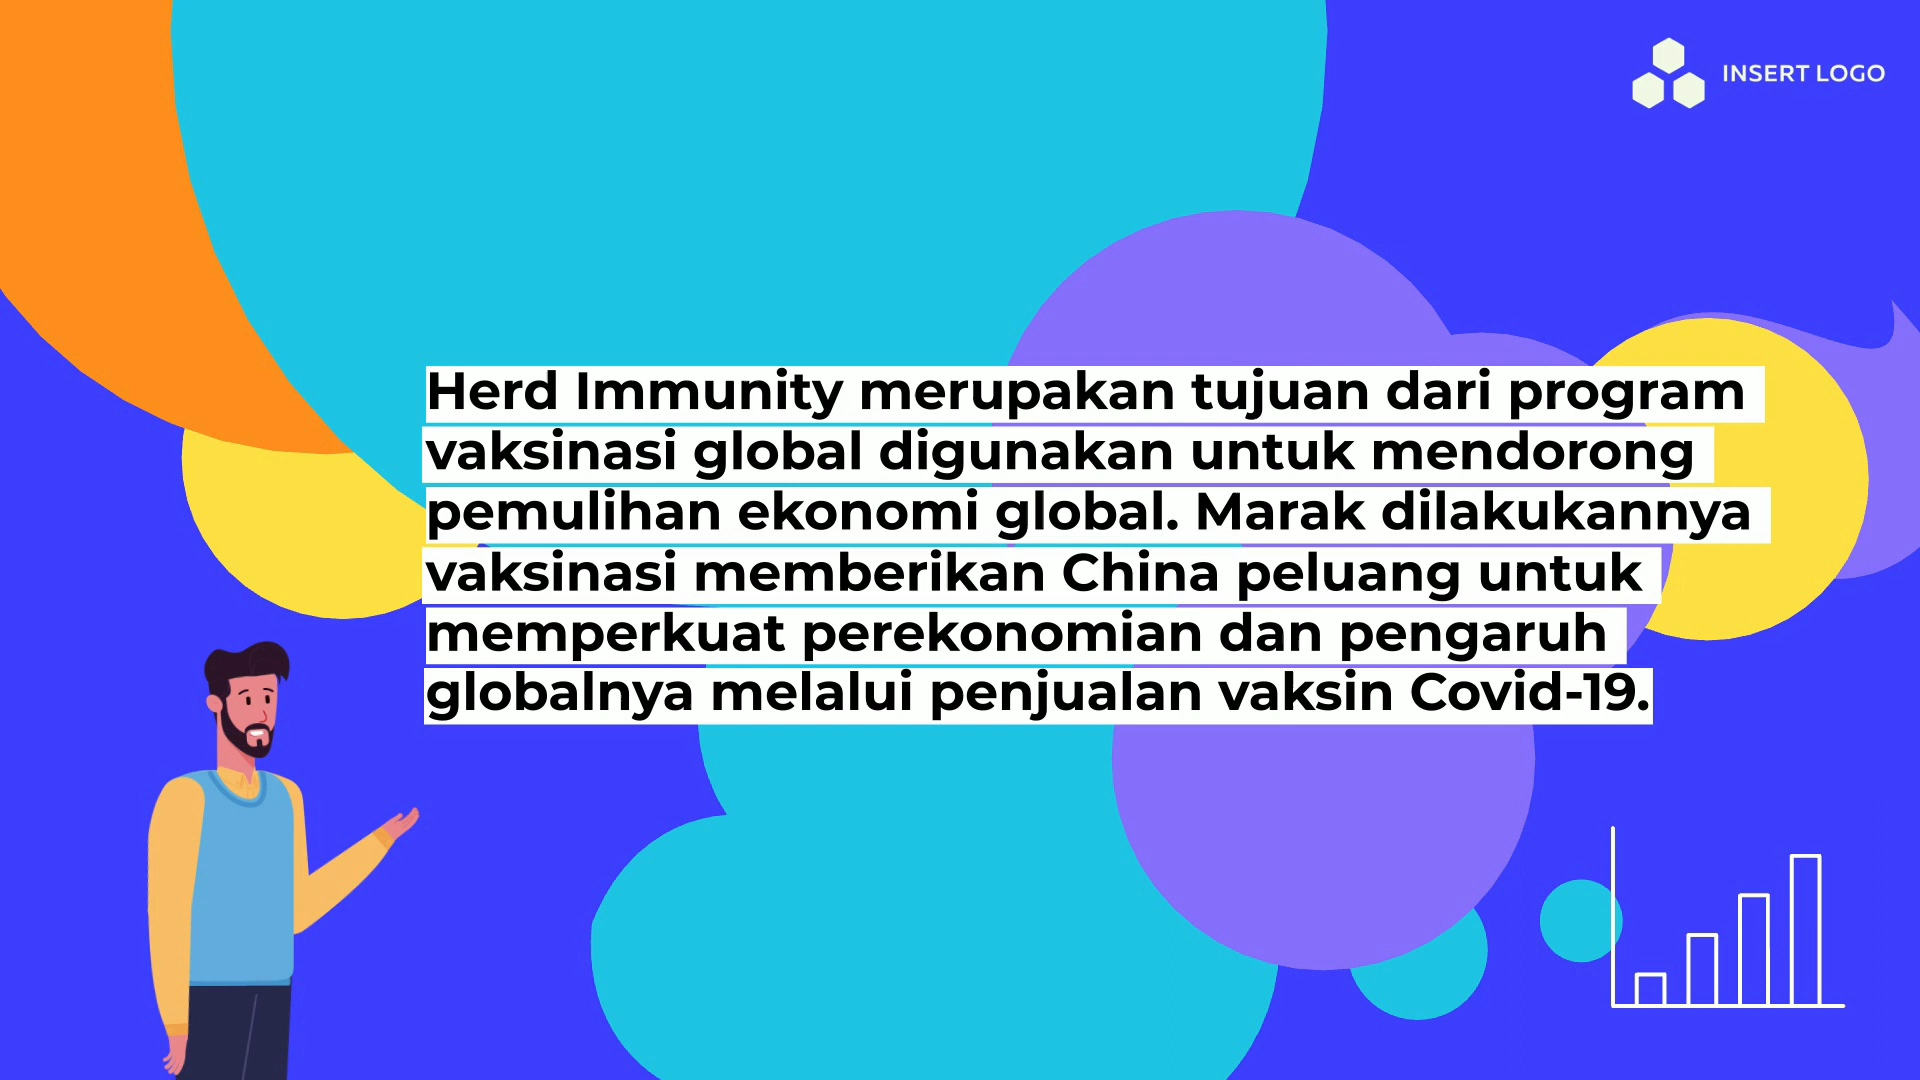 INSERT LOGO
Herd Immunity merupakan tujuan dari program
vaksinasi global digunakan untuk mendorong
pemulihan ekonomi global. Marak dilakukannya
vaksinasi memberikan China peluang untuk
memperkuat perekonomian dan pengaruh
globalnya melalui penjualan vaksin Covid-19.